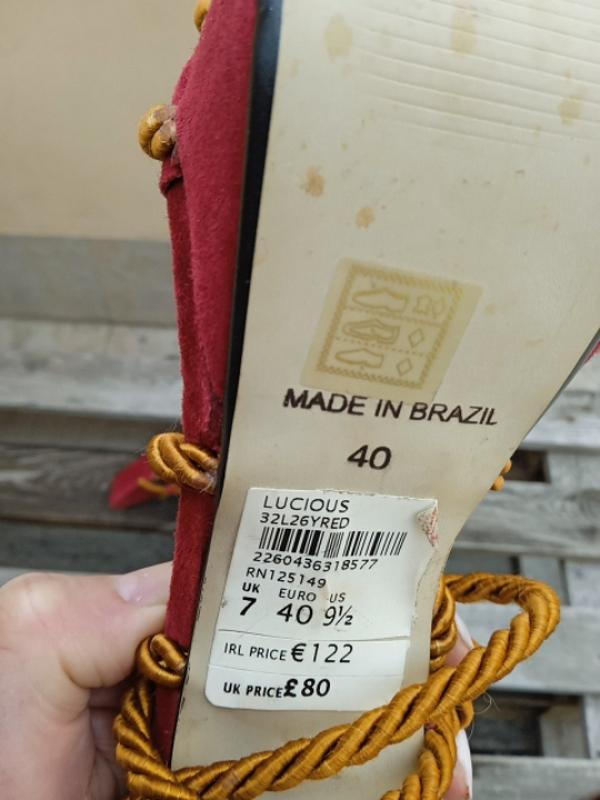 MADE IN BRAZIL
40
LUCIOUS
32L26YRED
2260436318577
RN125149
UK EURO US
7 40 9½
IRL PRICE €122
UK PRICE £80